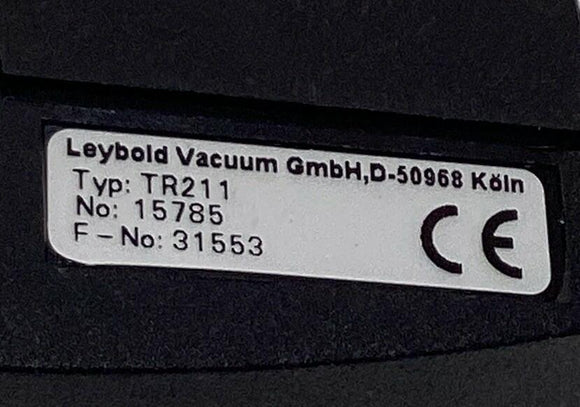 Leybold Vacuum GmbH,D-50968 Köln
Typ: TR211
No: 15785
F-No: 31553
CE